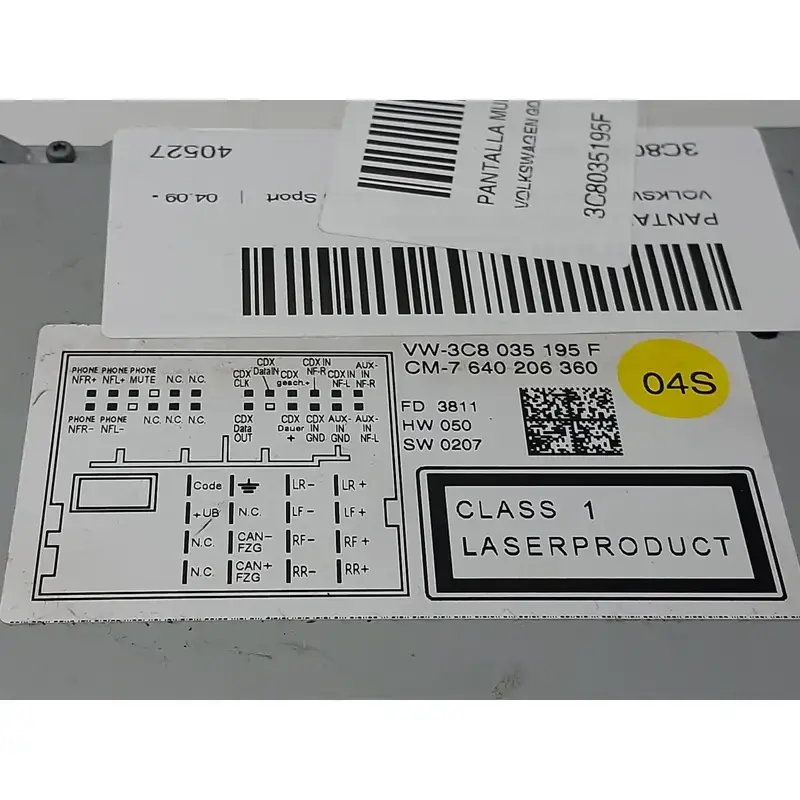 PANTALLA MU
VOLKSWAGEN GO
3C8035195F
40527
3C80
Sport | 04.09 -
VOLKSW
PANTA
VW-3C8 035 195 F
CM-7 640 206 360
FD 3811
HW 050
SW 0207
04S
CLASS 1
LASERPRODUCT
PHONE PHONE PHONE
NFR+ NFL+ MUTE N.C. N.C.
PHONE PHONE N.C. N.C. N.C.
NFR- NFL-
CDX CLK
CDX Data IN
gesch.+
CDX IN NF-R
CDX IN NF-L
AUX- IN NF-R
CDX Data OUT
CDX Dauer +
CDX IN GND
AUX- IN GND
AUX- IN NF-L
Code LR- LR+
+UB N.C. LF- LF+
N.C. CAN- FZG RF- RF+
N.C. CAN+ FZG RR- RR+